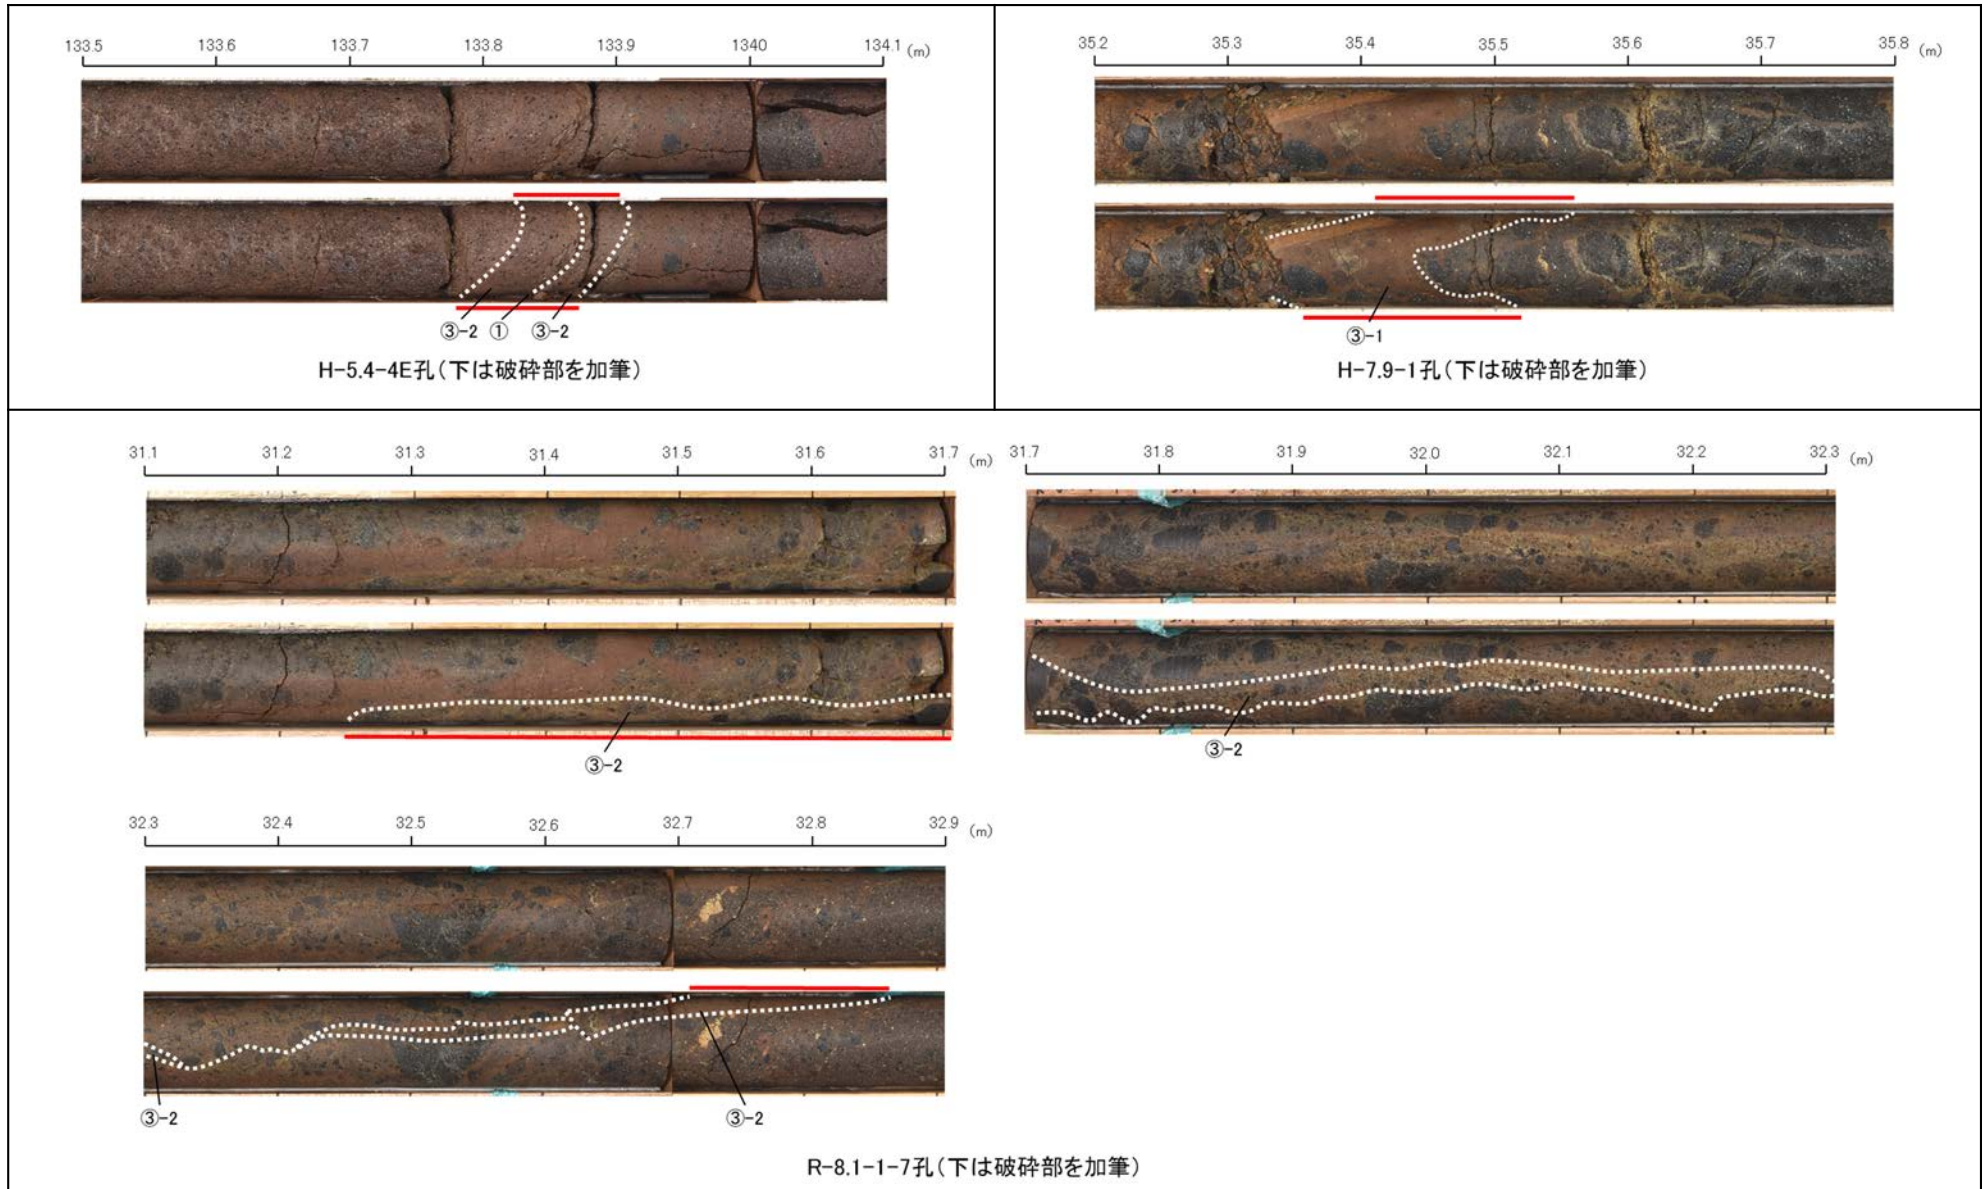 133.5 133.6 133.7 133.8 133.9 1340 134.1 (m)
③-2 ① ③-2
H-5.4-4E孔(下は破砕部を加筆)
35.2 35.3 35.4 35.5 35.6 35.7 35.8 (m)
③-1
H-7.9-1孔(下は破砕部を加筆)
31.1 31.2 31.3 31.4 31.5 31.6 31.7 (m)
③-2
31.7 31.8 31.9 32.0 32.1 32.2 32.3 (m)
③-2
32.3 32.4 32.5 32.6 32.7 32.8 32.9 (m)
③-2 ③-2
R-8.1-1-7孔(下は破砕部を加筆)